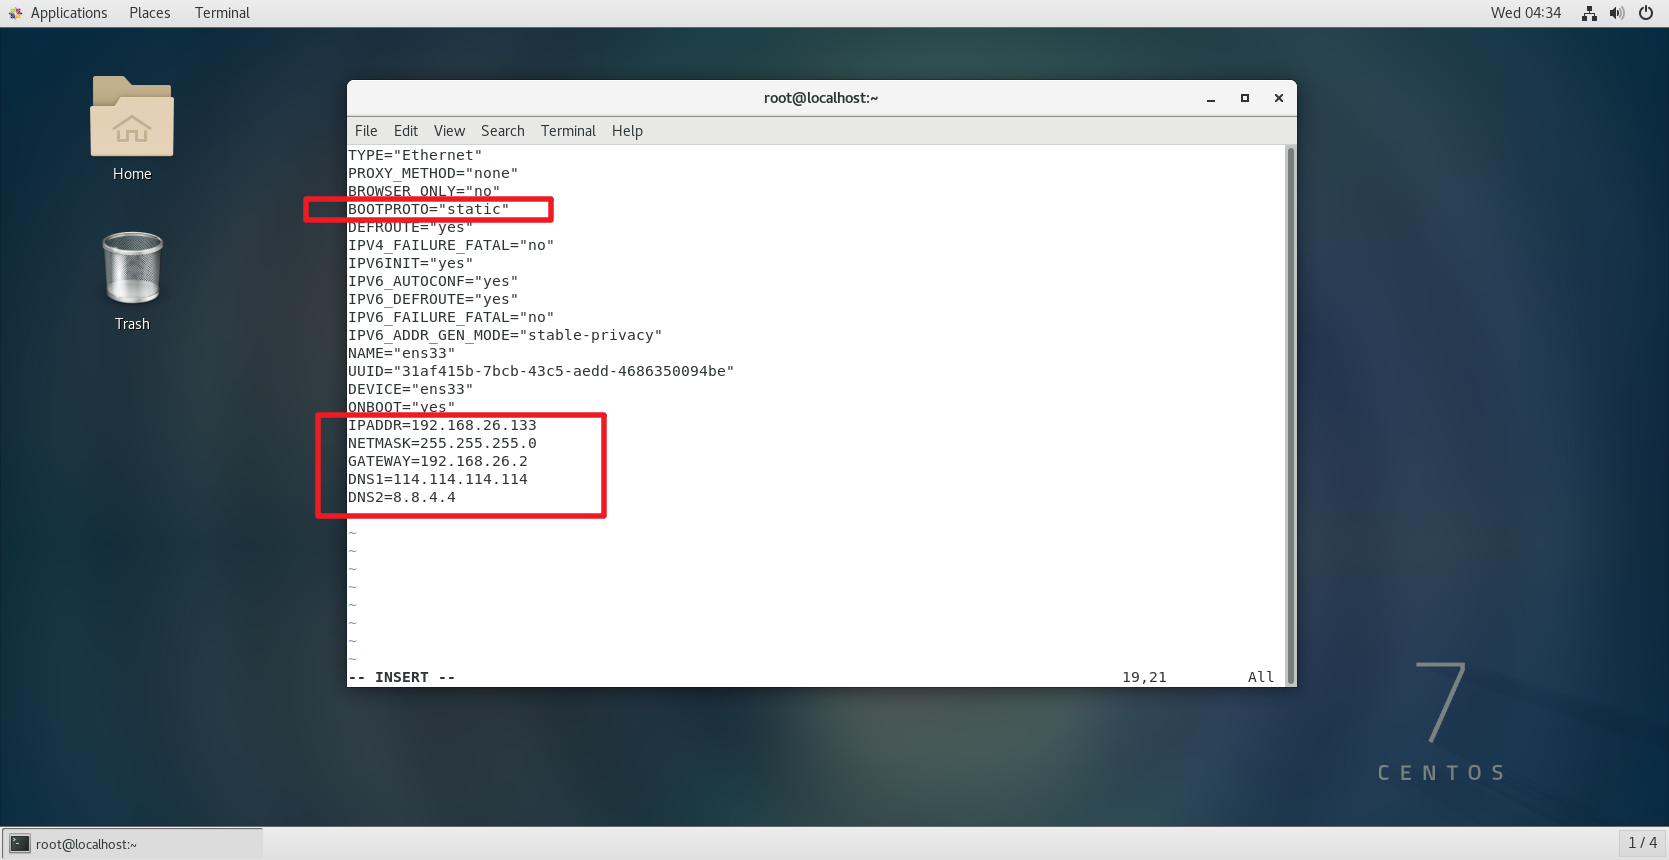 Applications Places Terminal
Wed 04:34
Home
Trash
root@localhost:~
File Edit View Search Terminal Help
TYPE="Ethernet"
PROXY_METHOD="none"
BROWSER_ONLY="no"
BOOTPROTO="static"
DEFROUTE="yes"
IPV4_FAILURE_FATAL="no"
IPV6INIT="yes"
IPV6_AUTOCONF="yes"
IPV6_DEFROUTE="yes"
IPV6_FAILURE_FATAL="no"
IPV6_ADDR_GEN_MODE="stable-privacy"
NAME="ens33"
UUID="31af415b-7bcb-43c5-aedd-4686350094be"
DEVICE="ens33"
ONBOOT="yes"
IPADDR=192.168.26.133
NETMASK=255.255.255.0
GATEWAY=192.168.26.2
DNS1=114.114.114.114
DNS2=8.8.4.4
~
~
~
~
~
~
~
~
-- INSERT -- 19,21 All
7
CENTOS
root@localhost:~
1 / 4